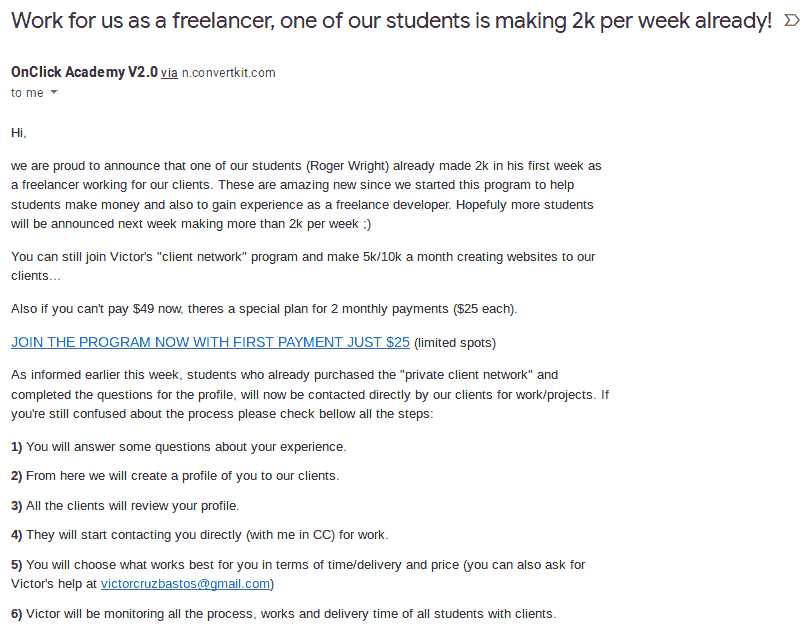 Work for us as a freelancer, one of our students is making 2k per week already!
OnClick Academy V2.0 via n.convertkit.com
to me
Hi,
we are proud to announce that one of our students (Roger Wright) already made 2k in his first week as
a freelancer working for our clients. These are amazing new since we started this program to help
students make money and also to gain experience as a freelance developer. Hopefuly more students
will be announced next week making more than 2k per week ;)
You can still join Victor's "client network" program and make 5k/10k a month creating websites to our
clients...
Also if you can't pay $49 now, theres a special plan for 2 monthly payments ($25 each).
JOIN THE PROGRAM NOW WITH FIRST PAYMENT JUST $25 (limited spots)
As informed earlier this week, students who already purchased the "private client network" and
completed the questions for the profile, will now be contacted directly by our clients for work/projects. If
you're still confused about the process please check bellow all the steps:
1) You will answer some questions about your experience.
2) From here we will create a profile of you to our clients.
3) All the clients will review your profile.
4) They will start contacting you directly (with me in CC) for work.
5) You will choose what works best for you in terms of time/delivery and price (you can also ask for
Victor's help at victorcruzbastos@gmail.com)
6) Victor will be monitoring all the process, works and delivery time of all students with clients.